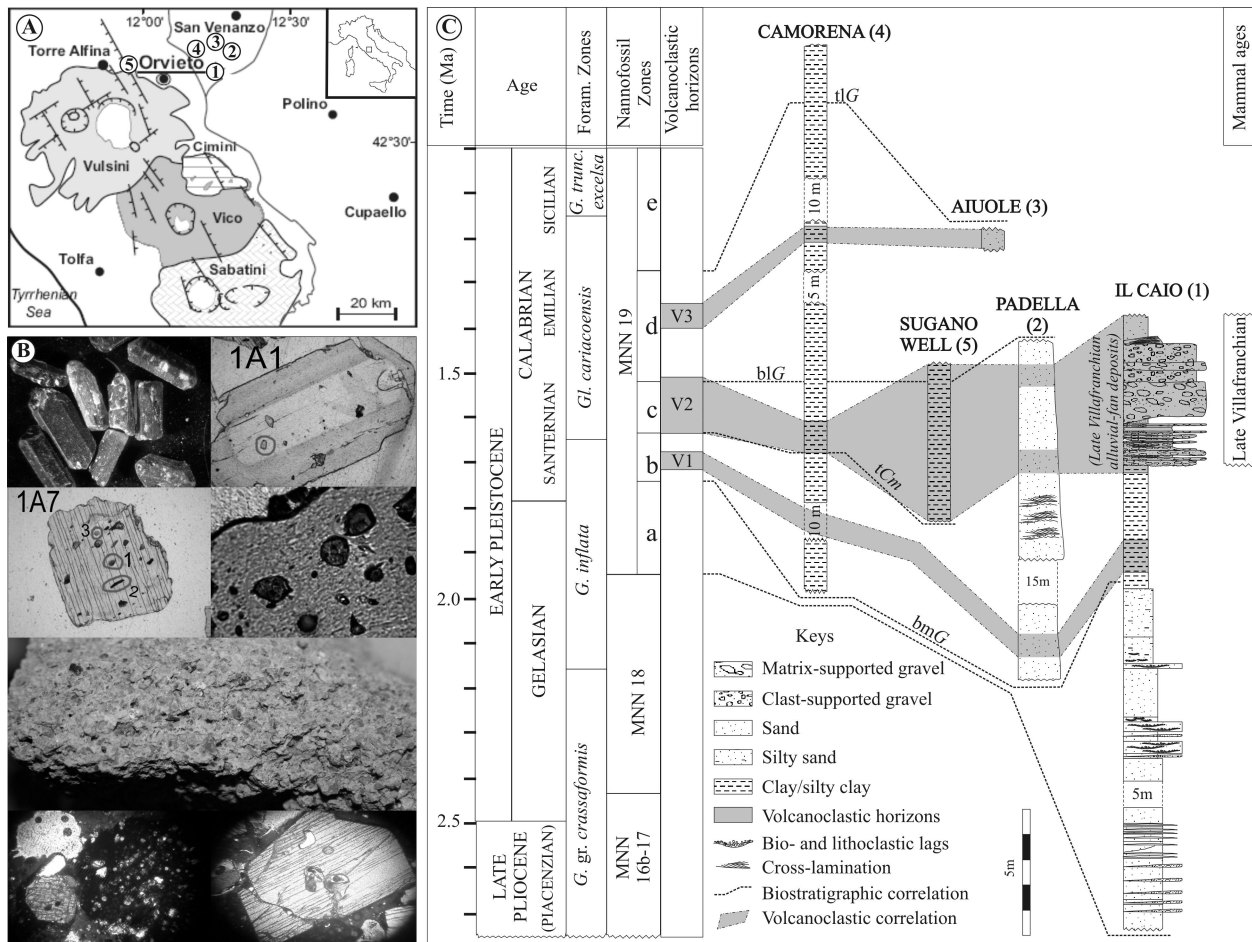 A
12°00
12°30
San Venanzo
3
4
2
Torre Alfina
5
Orvieto
1
Polino
42°30
Cimini
Vulsini
Vico
Cupaello
Tolfa
Sabatini
Tyrrhenian
Sea
20 km
B
1A1
1A7
3
1
2
C
Time (Ma)
Age
Foram. Zones
Nannofossil
Zones
Volcanoclastic
horizons
Mammal ages
CAMORENA (4)
tlG
G. trunc.
excelsa
SICILIAN
e
10 m
AIUOLE (3)
CALABRIAN
EMILIAN
Gl. cariacoensis
MNN 19
5 m
V3
d
PADELLA
(2)
IL CAIO (1)
SUGANO
WELL (5)
1.5
blG
SANTERNIAN
c
V2
(Late Villafranchian
alluvial-fan deposits)
Late Villafranchian
b
V1
tCm
EARLY PLEISTOCENE
10 m
a
G. inflata
15m
2.0
bmG
GELASIAN
MNN 18
Keys
Matrix-supported gravel
Clast-supported gravel
Sand
Silty sand
Clay/silty clay
Volcanoclastic horizons
Bio- and lithoclastic lags
Cross-lamination
Biostratigraphic correlation
Volcanoclastic correlation
5m
5m
G. gr. crassaformis
2.5
LATE
PLIOCENE
(PIACENZIAN)
MNN
16b-17